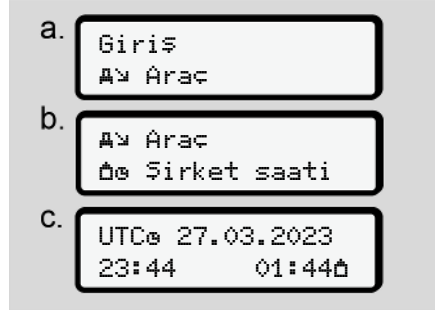 a.
Giriş
Araç
b.
Araç
Şirket saati
c.
UTC 27.03.2023
23:44 01:44